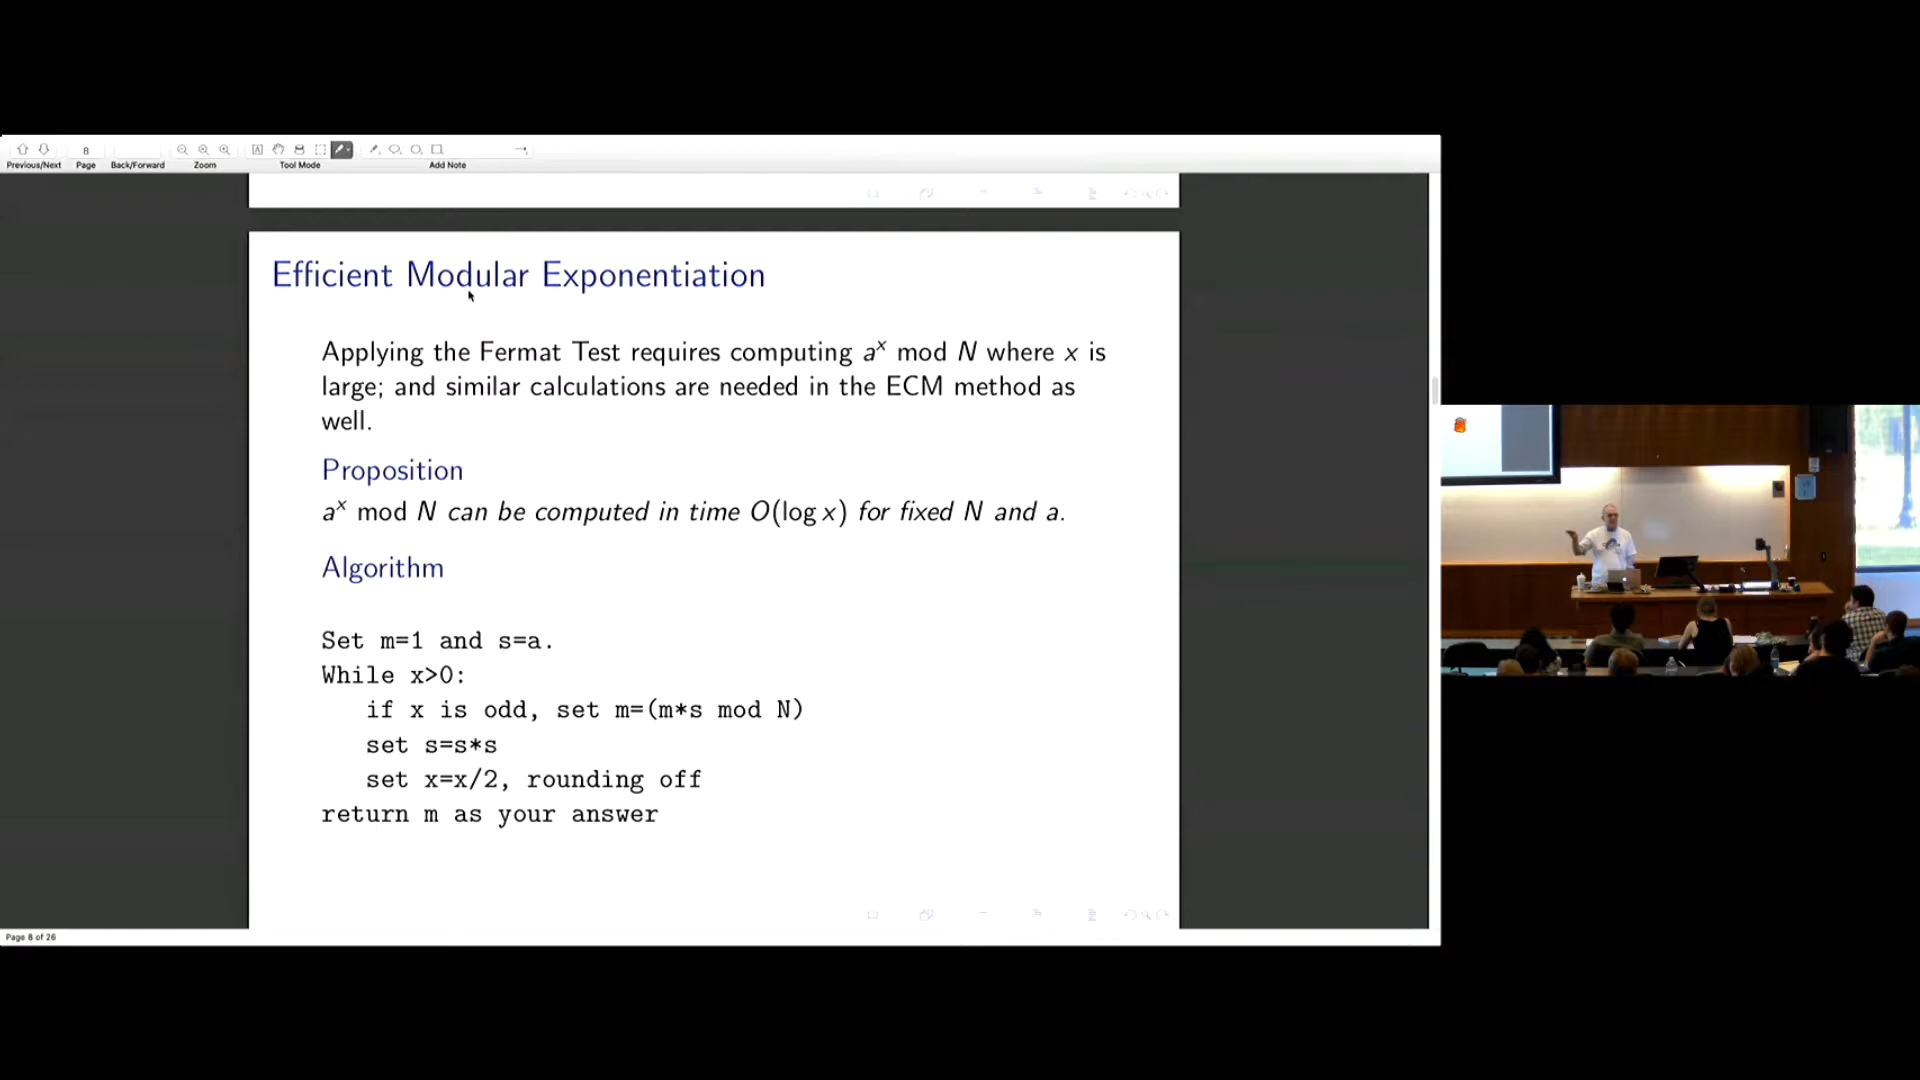 8
Previous/Next Page Back/Forward Zoom Tool Mode Add Note
Efficient Modular Exponentiation
Applying the Fermat Test requires computing aˣ mod N where x is
large; and similar calculations are needed in the ECM method as
well.
Proposition
aˣ mod N can be computed in time O(log x) for fixed N and a.
Algorithm
Set m=1 and s=a.
While x>0:
if x is odd, set m=(m*s mod N)
set s=s*s
set x=x/2, rounding off
return m as your answer
Page 8 of 26